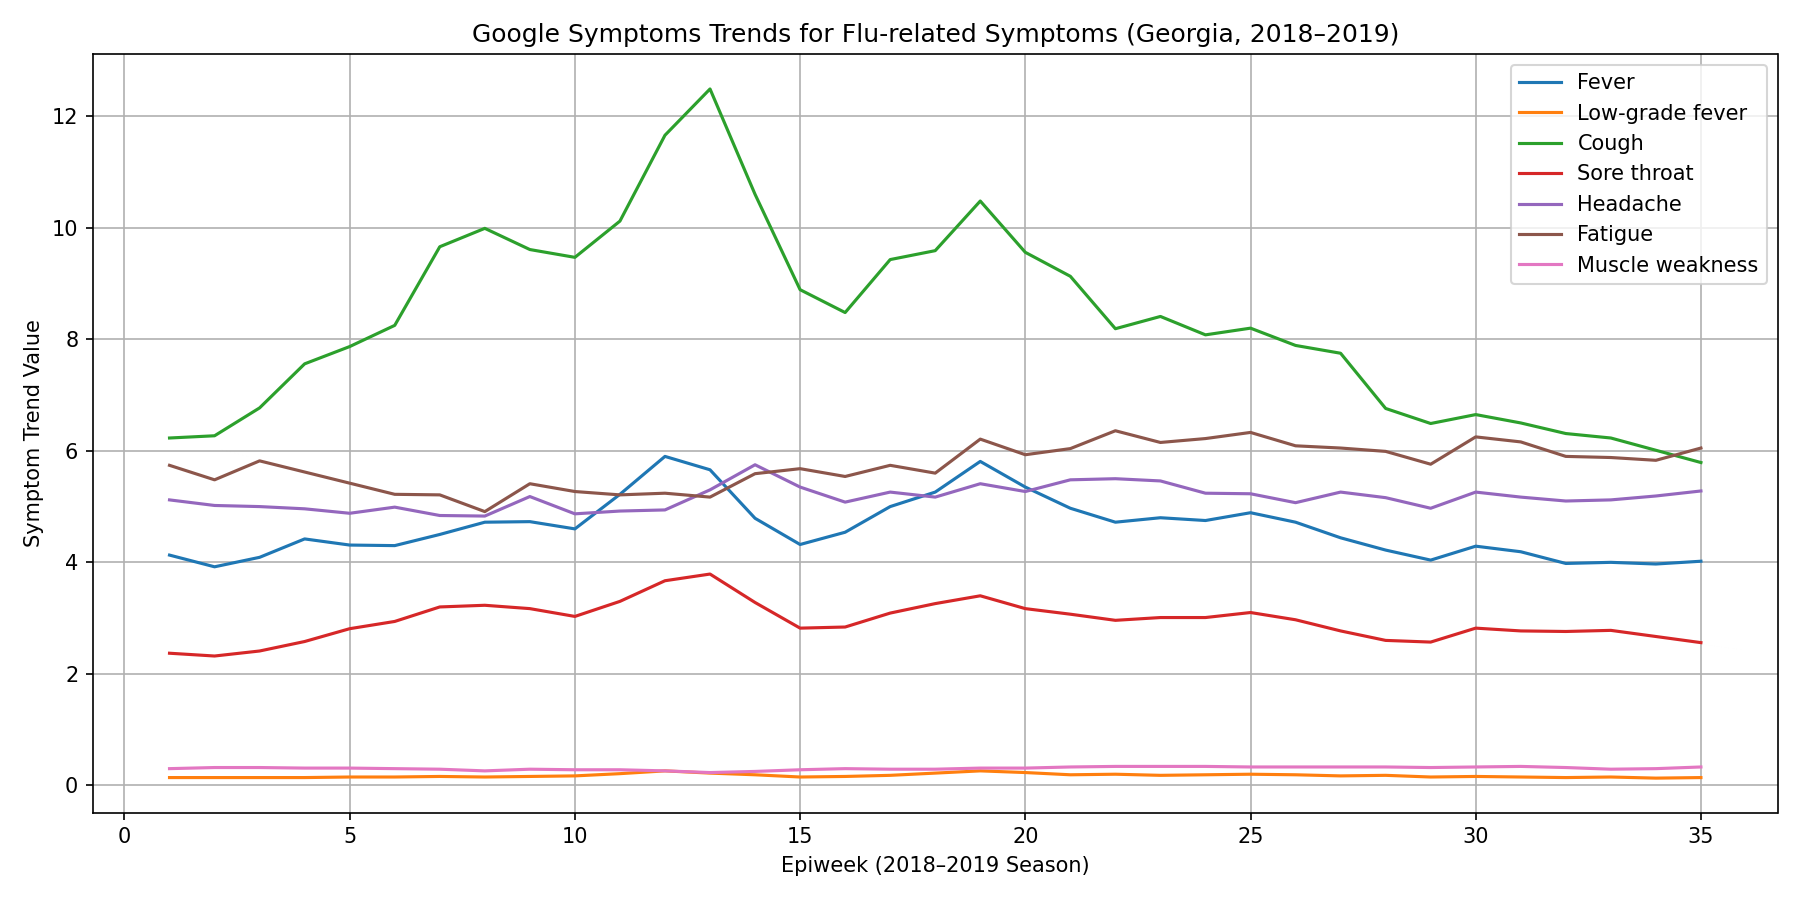 Google Symptoms Trends for Flu-related Symptoms (Georgia, 2018–2019)
Symptom Trend Value
12
10
8
6
4
2
0
Fever
Low-grade fever
Cough
Sore throat
Headache
Fatigue
Muscle weakness
0 5 10 15 20 25 30 35
Epiweek (2018–2019 Season)